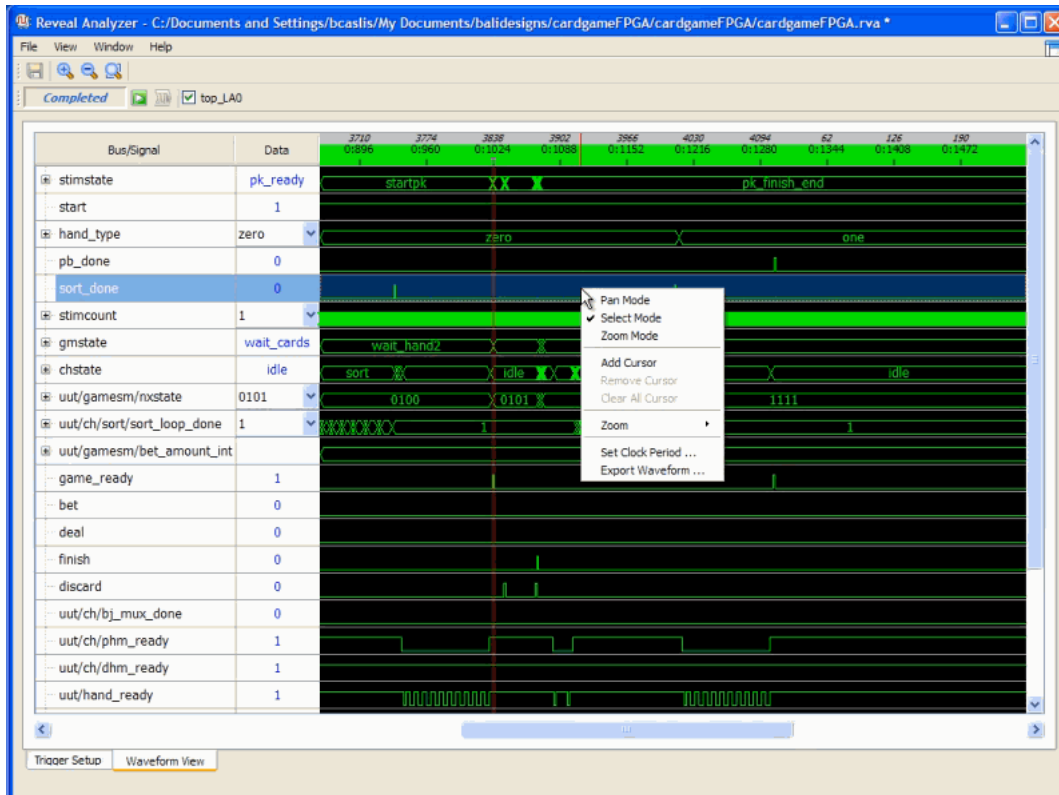 Reveal Analyzer - C:/Documents and Settings/bcaslis/My Documents/balidesigns/cardgameFPGA/cardgameFPGA/cardgameFPGA.rva *
File View Window Help
Completed top_LA0
Bus/Signal Data 3710 3774 3838 3902 3966 4030 4094 62 126 190
0:896 0:960 0:1024 0:1088 0:1152 0:1216 0:1280 0:1344 0:1408 0:1472
stimstate pk_ready startpk pk_finish_end
start 1
hand_type zero zero one
pb_done 0
sort_done 0
Pan Mode
stimcount 1 Select Mode
Zoom Mode
gmstate wait_cards wait_hand2
Add Cursor
chstate idle sort idle idle
Remove Cursor
uut/gamesm/nxstate 0101 0100 0101 1111
Clear All Cursor
uut/ch/sort/sort_loop_done 1 1 1
Zoom
uut/gamesm/bet_amount_int
Set Clock Period ...
Export Waveform ...
game_ready 1
bet 0
deal 0
finish 0
discard 0
uut/ch/bj_mux_done 0
uut/ch/phm_ready 1
uut/ch/dhm_ready 1
uut/hand_ready 1
Trigger Setup Waveform View